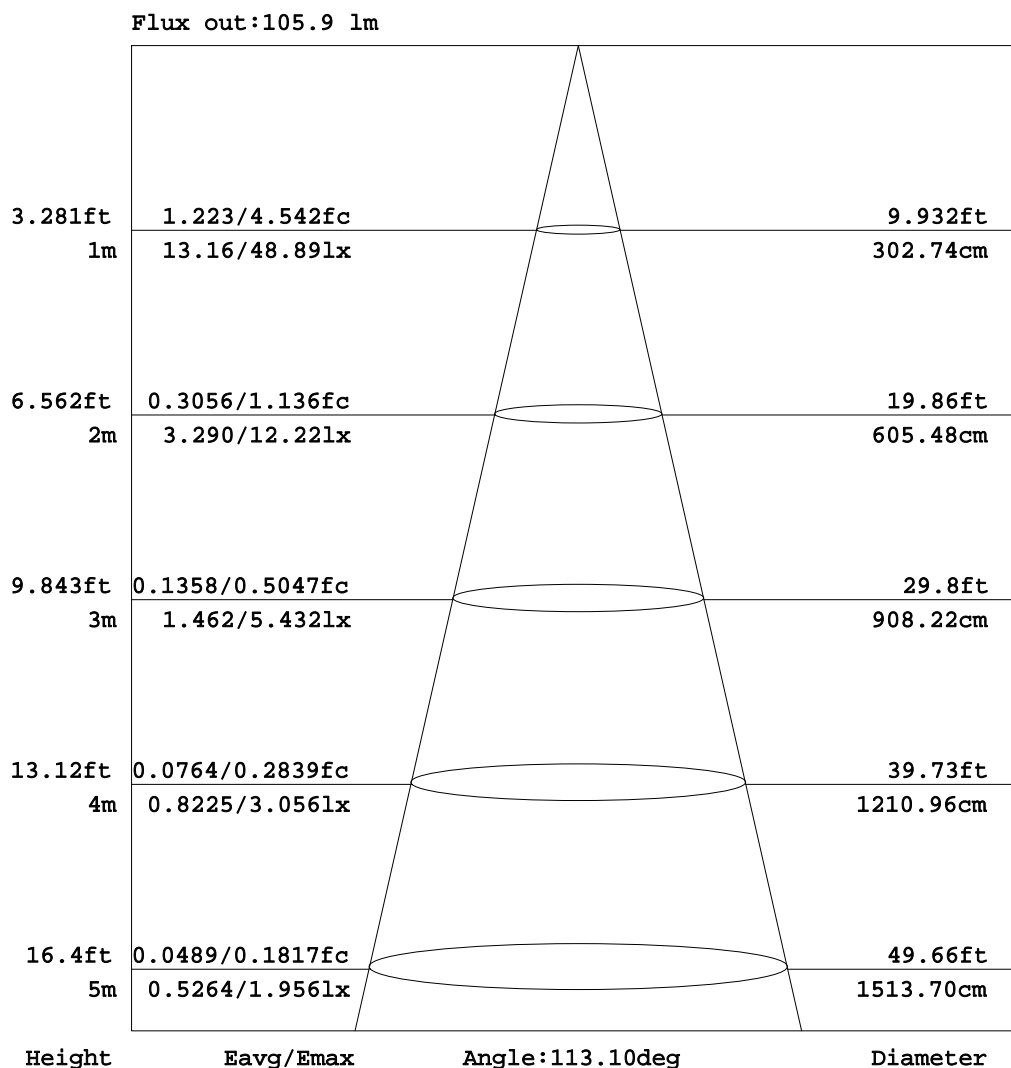 Flux out:105.9 lm
3.281ft 1.223/4.542fc 9.932ft
1m 13.16/48.89lx 302.74cm
6.562ft 0.3056/1.136fc 19.86ft
2m 3.290/12.22lx 605.48cm
9.843ft 0.1358/0.5047fc 29.8ft
3m 1.462/5.432lx 908.22cm
13.12ft 0.0764/0.2839fc 39.73ft
4m 0.8225/3.056lx 1210.96cm
16.4ft 0.0489/0.1817fc 49.66ft
5m 0.5264/1.956lx 1513.70cm
Height Eavg/Emax Angle:113.10deg Diameter